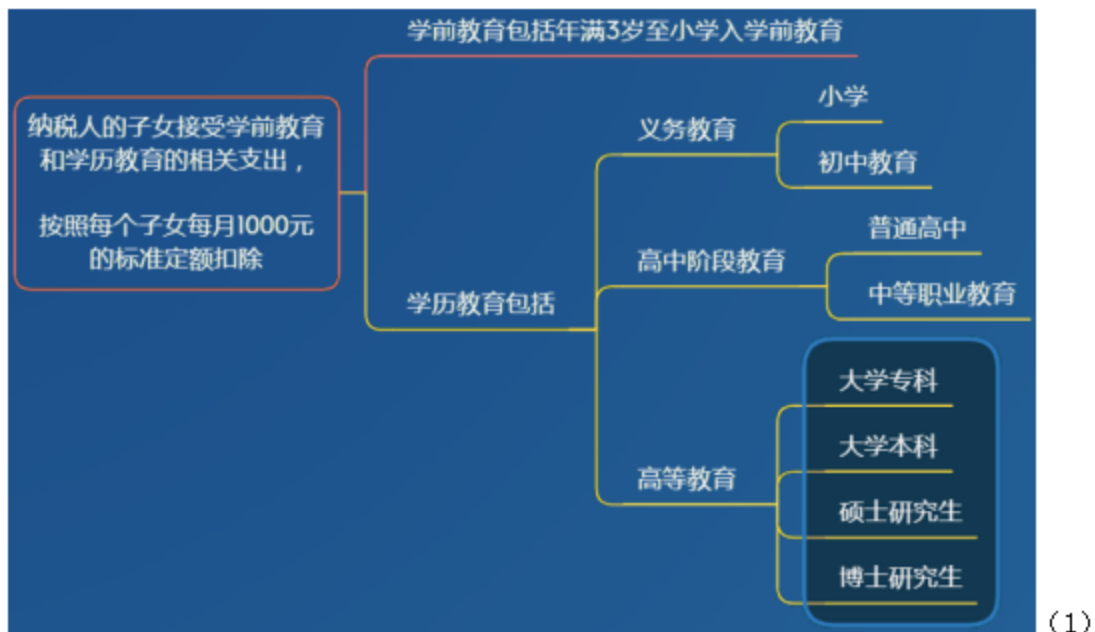 学前教育包括年满3岁至小学入学前教育
纳税人的子女接受学前教育
和学历教育的相关支出，
按照每个子女每月1000元
的标准定额扣除
学历教育包括
义务教育
小学
初中教育
高中阶段教育
普通高中
中等职业教育
高等教育
大学专科
大学本科
硕士研究生
博士研究生
（1）